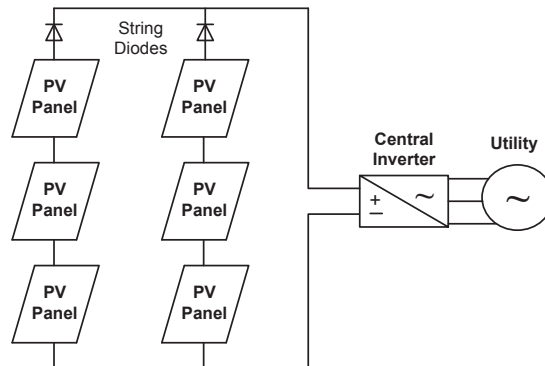 String
Diodes
PV
Panel
PV
Panel
Central
Inverter
Utility
PV
Panel
PV
Panel
+
−
~
~
PV
Panel
PV
Panel